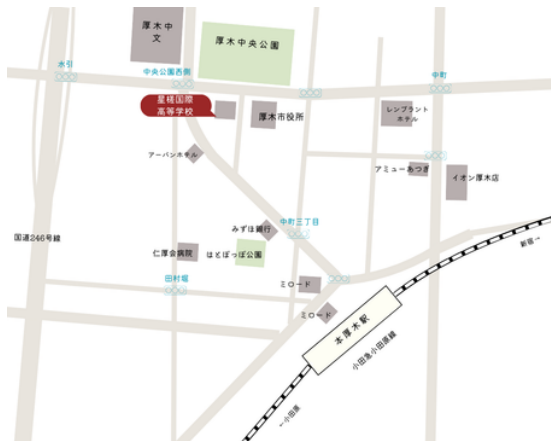 厚木中
文
厚木中央公園
水引
中央公園西側
中町
星槎国際
高等学校
厚木市役所
レンブラント
ホテル
アーバンホテル
アミューあつぎ
イオン厚木店
みずほ銀行
中町三丁目
国道246号線
仁厚会病院
はとぽっぽ公園
新宿→
田村堀
ミロード
ミロード
本厚木駅
小田急小田原線
←小田原